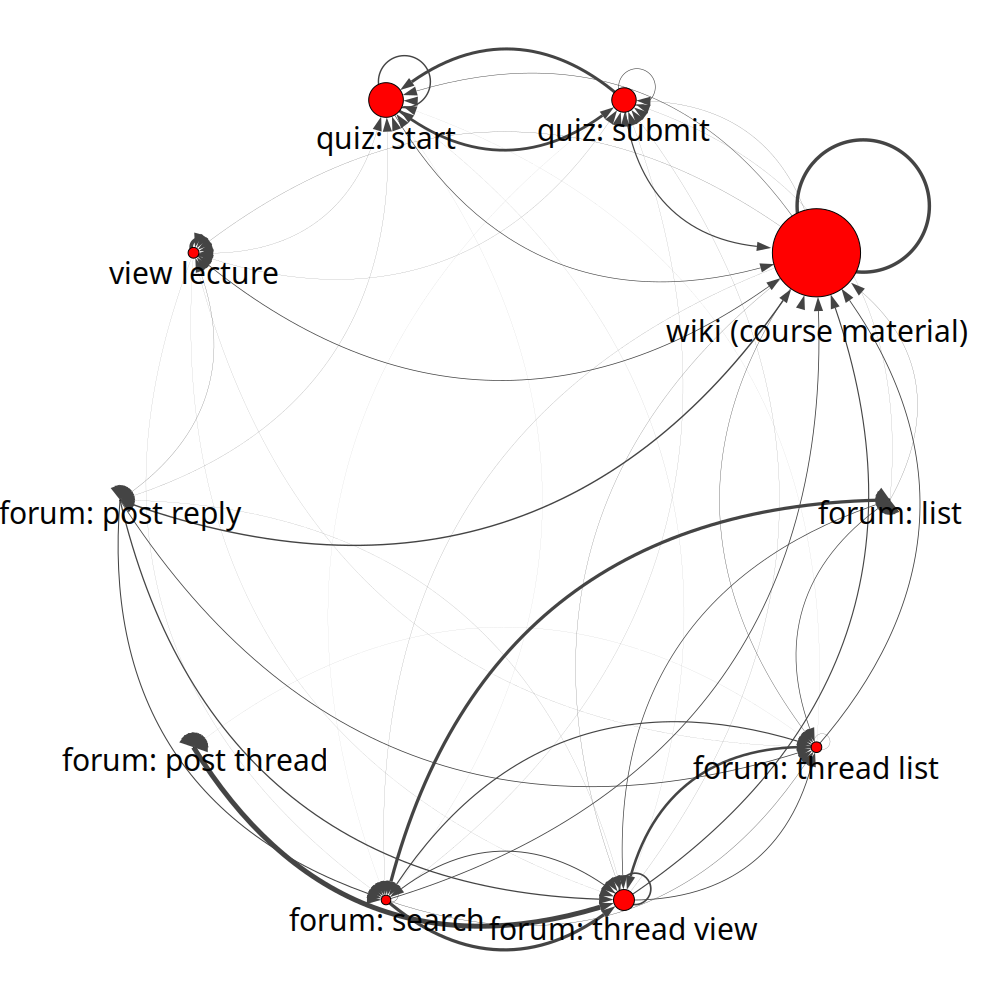 quiz: start
quiz: submit
view lecture
wiki (course material)
forum: post reply
forum: list
forum: post thread
forum: thread list
forum: search
forum: thread view